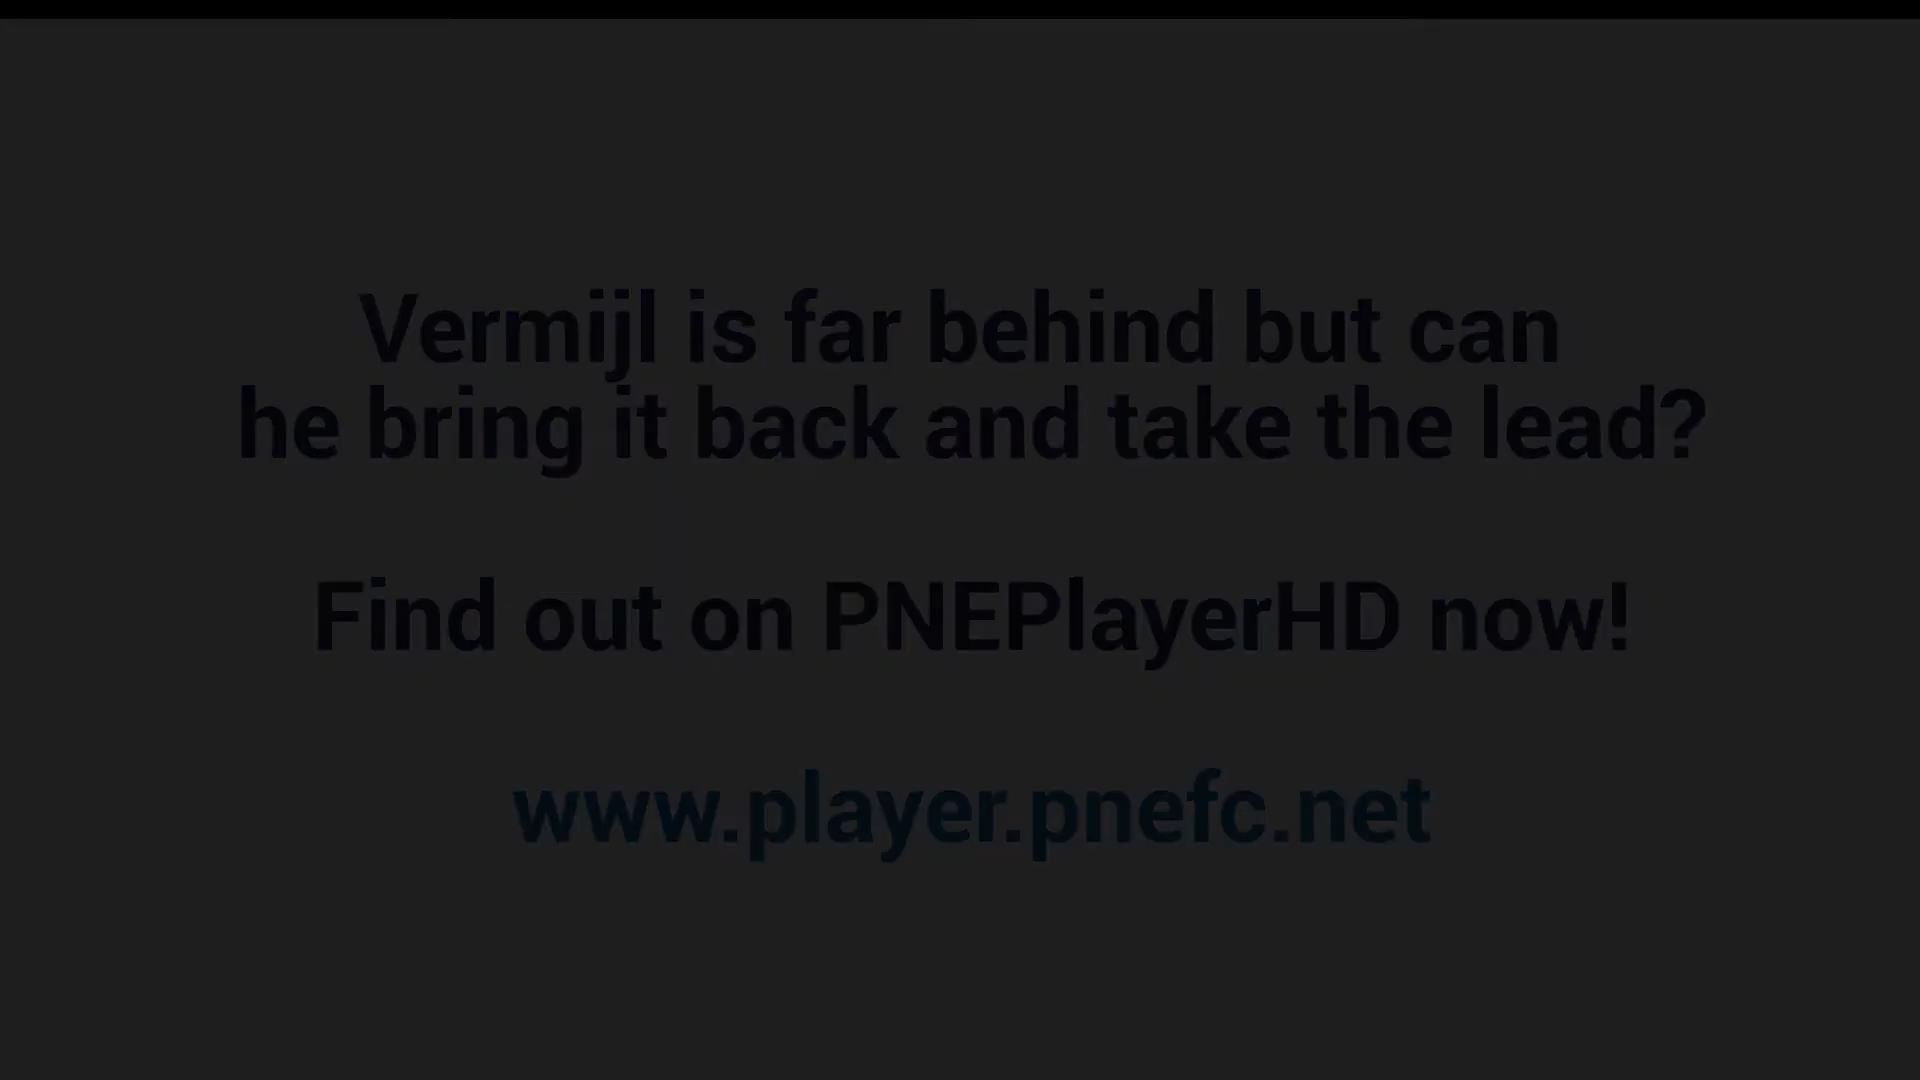 Vermijl is far behind but can
he bring it back and take the lead?
Find out on PNEPlayerHD now!
www.player.pnefc.net